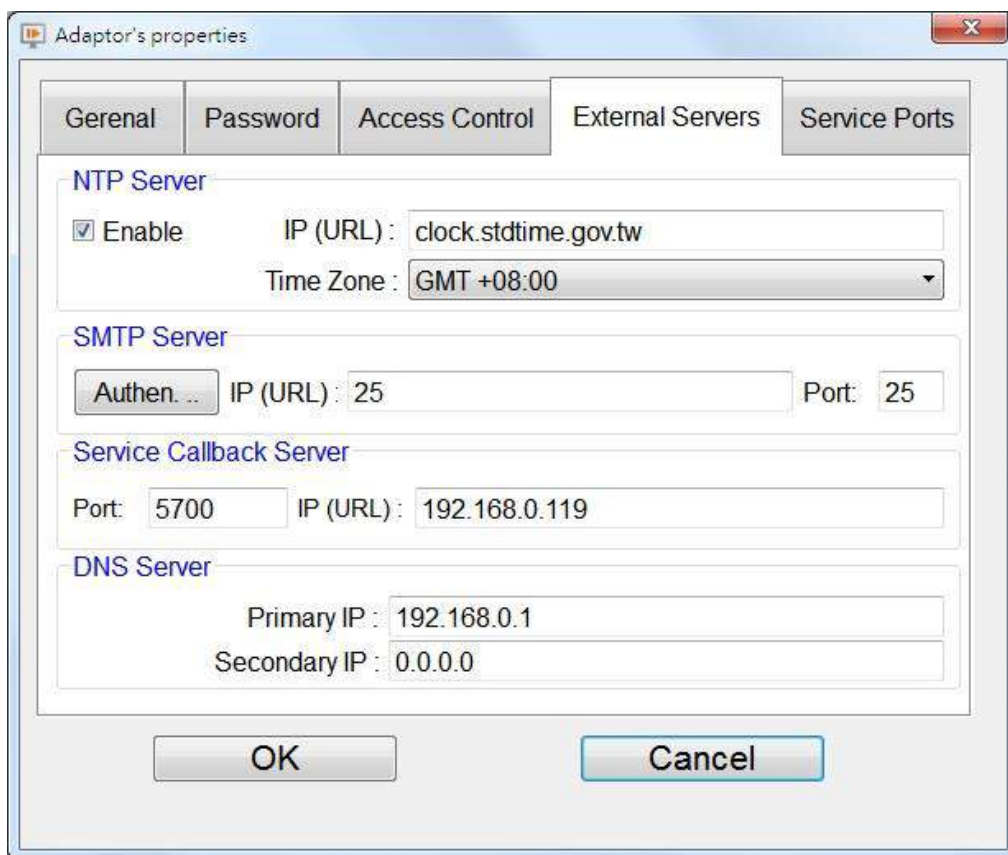 Adaptor's properties
Gerenal Password Access Control External Servers Service Ports
NTP Server
Enable IP (URL) : clock.stdtime.gov.tw
Time Zone : GMT +08:00
SMTP Server
Authen. .. IP (URL) : 25 Port: 25
Service Callback Server
Port: 5700 IP (URL) : 192.168.0.119
DNS Server
Primary IP : 192.168.0.1
Secondary IP : 0.0.0.0
OK Cancel